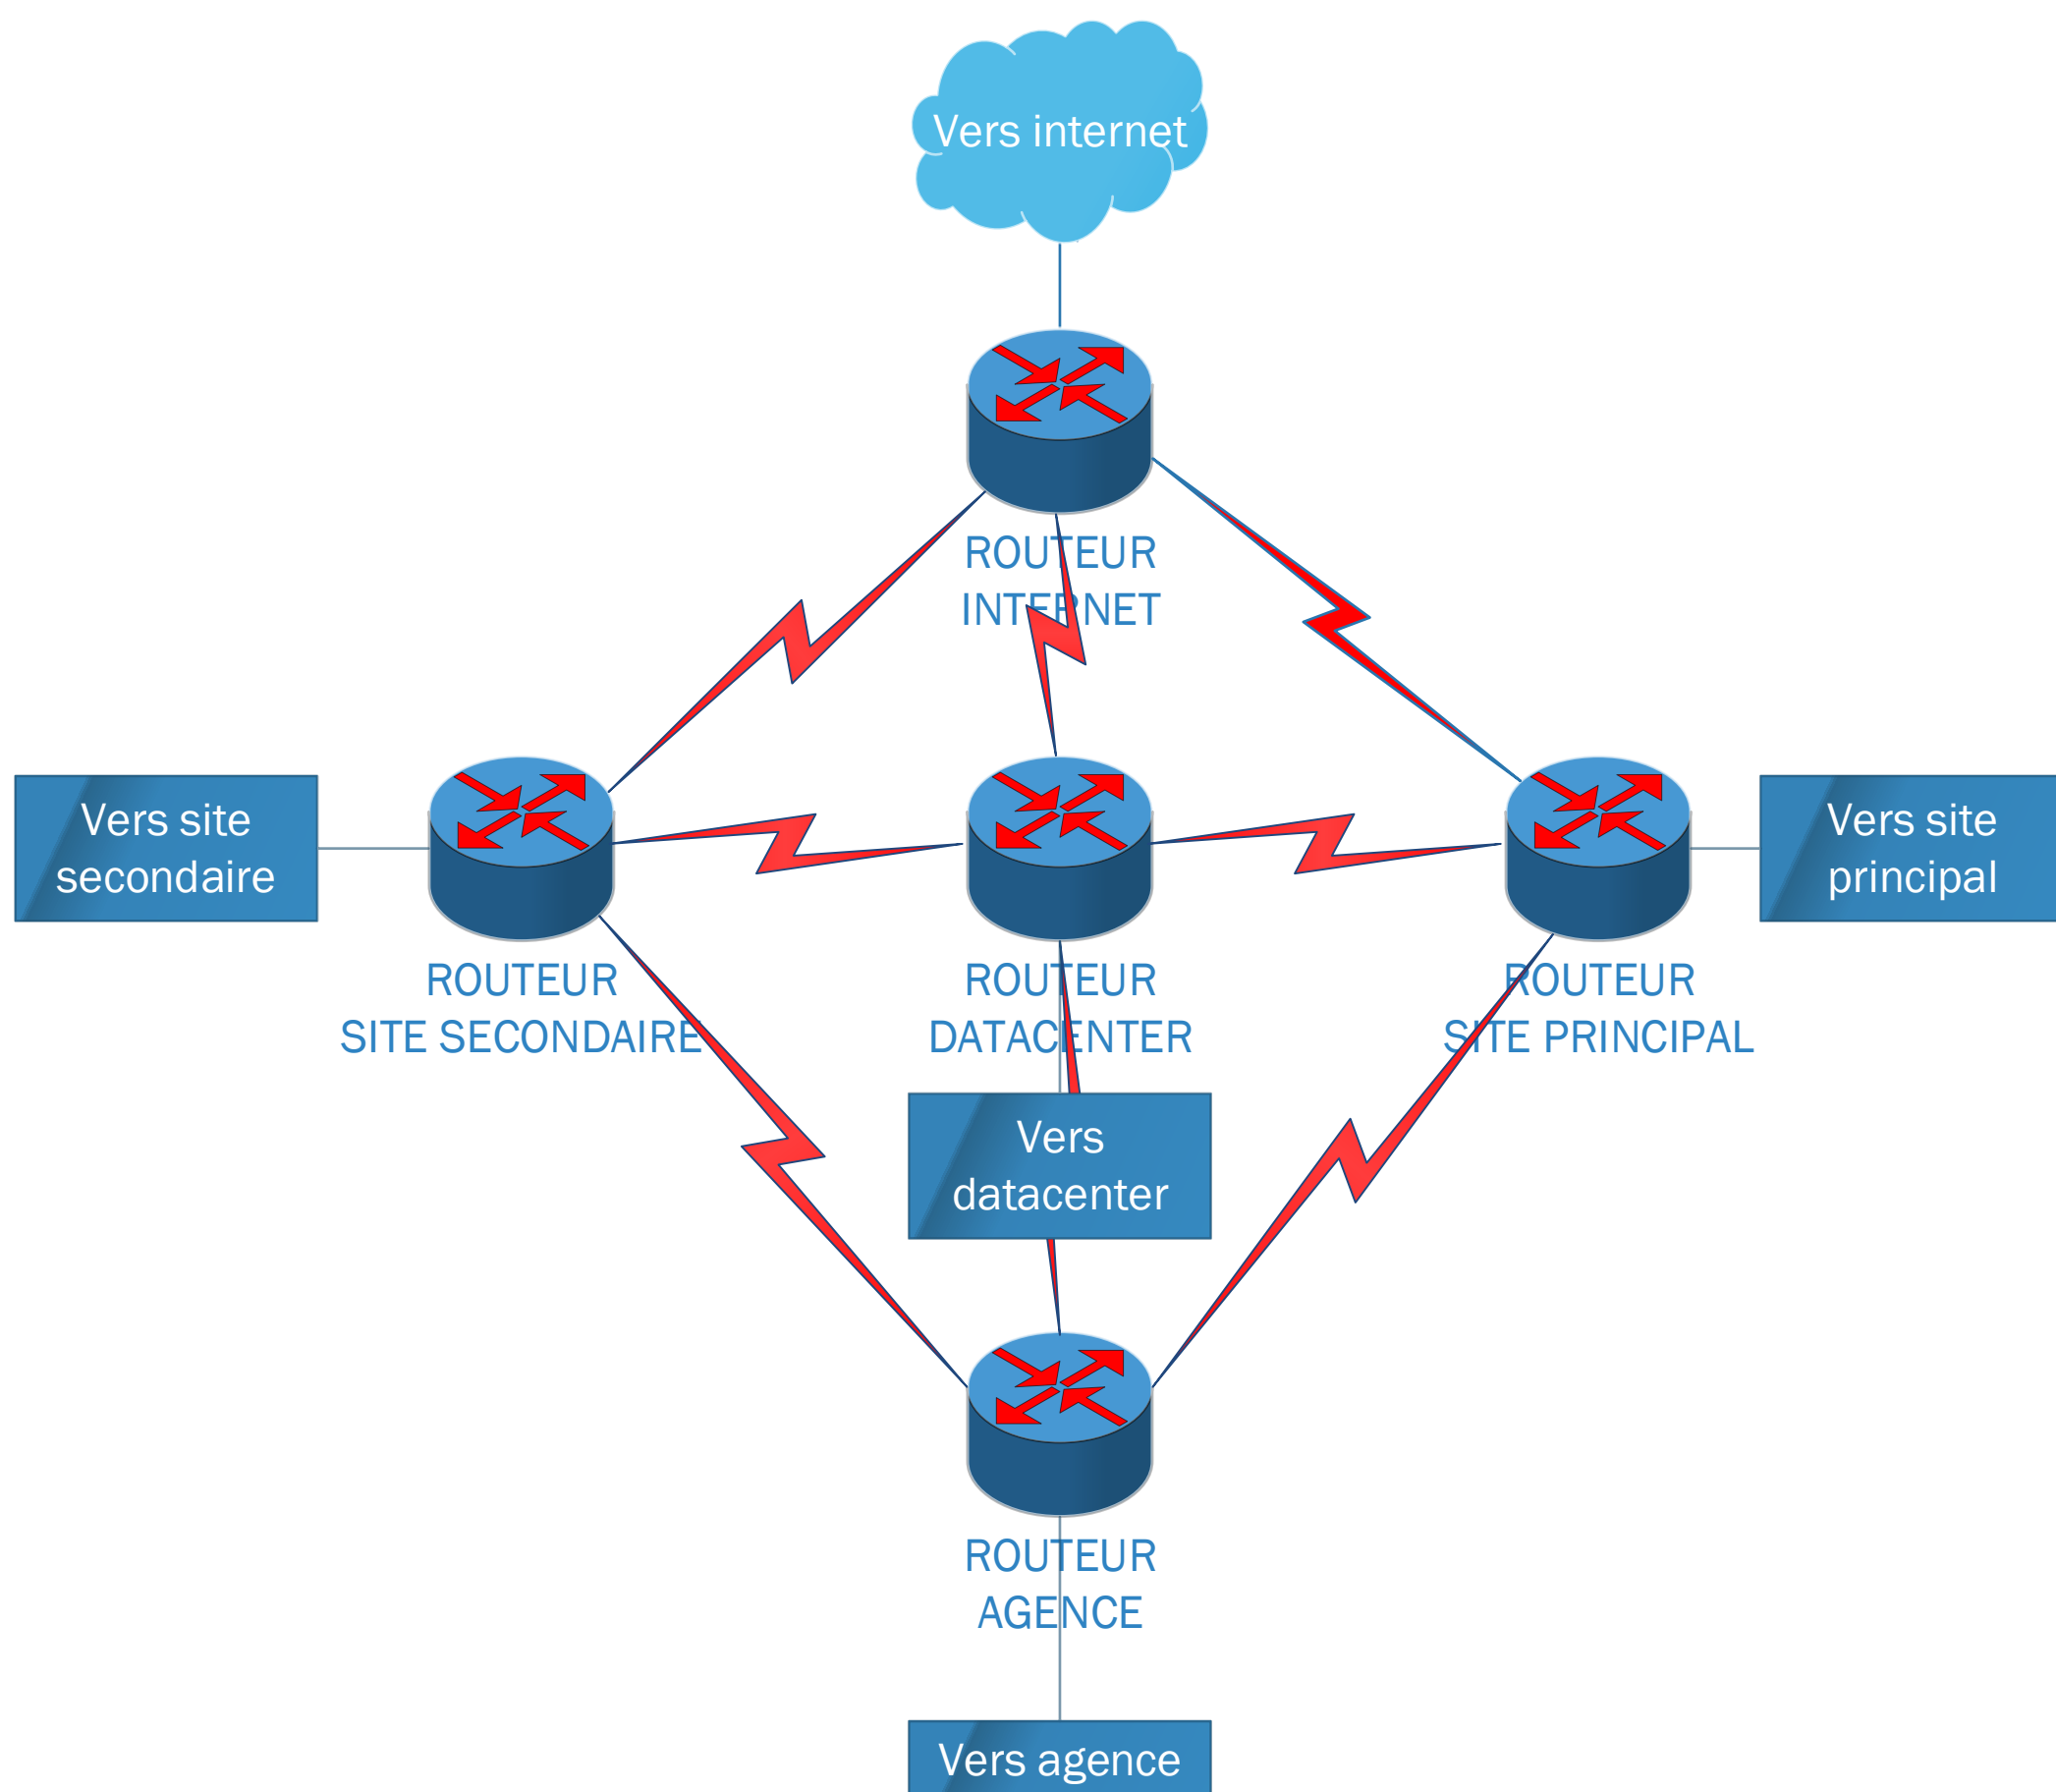 Vers internet
ROUTEUR
INTERNET
Vers site
secondaire
Vers site
principal
ROUTEUR
SITE SECONDAIRE
ROUTEUR
DATACENTER
ROUTEUR
SITE PRINCIPAL
Vers
datacenter
ROUTEUR
AGENCE
Vers agence